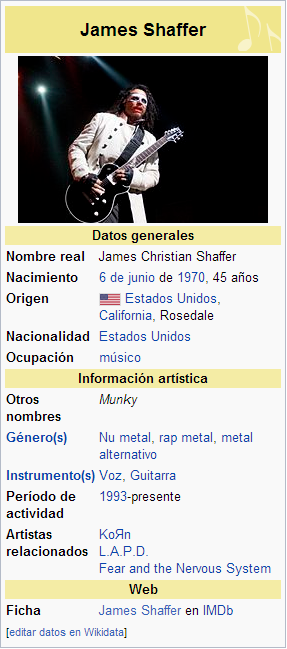 James Shaffer
Datos generales
Nombre real James Christian Shaffer
Nacimiento 6 de junio de 1970, 45 años
Origen Estados Unidos,
California, Rosedale
Nacionalidad Estados Unidos
Ocupación músico
Información artística
Otros nombres Munky
Género(s) Nu metal, rap metal, metal
alternativo
Instrumento(s) Voz, Guitarra
Período de actividad 1993-presente
Artistas relacionados KoЯn
L.A.P.D.
Fear and the Nervous System
Web
Ficha James Shaffer en IMDb
[editar datos en Wikidata]